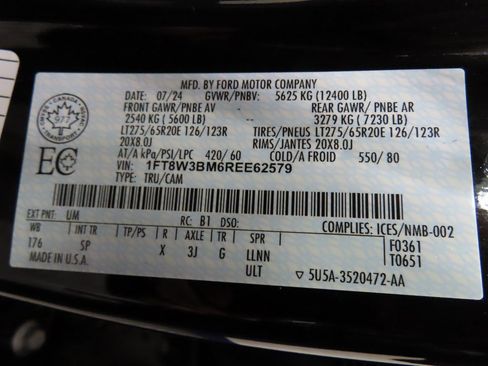 MFD. BY FORD MOTOR COMPANY
DATE: 07/24 GVWR/PNBV: 5625 KG (12400 LB)
FRONT GAWR/PNBE AV REAR GAWR/ PNBE AR
2540 KG ( 5600 LB) 3279 KG ( 7230 LB)
LT275/65R20E 126/123R TIRES/PNEUS LT275/65R20E 126/123R
20X8.0J RIMS/JANTES 20X8.0J
AT/A kPa/PSI/LPC 420/ 60 COLD/A FROID 550/ 80
VIN: 1FT8W3BM6REE62579
TYPE: TRU/CAM
CANADA
977
EC
EXT PNT: UM RC: B1 DSO: COMPLIES: ICES/NMB-002
WB INT TR TP/PS R AXLE TR SPR F0361
176 SP X 3J G LLNN T0651
MADE IN U.S.A. ULT 5U5A-3520472-AA